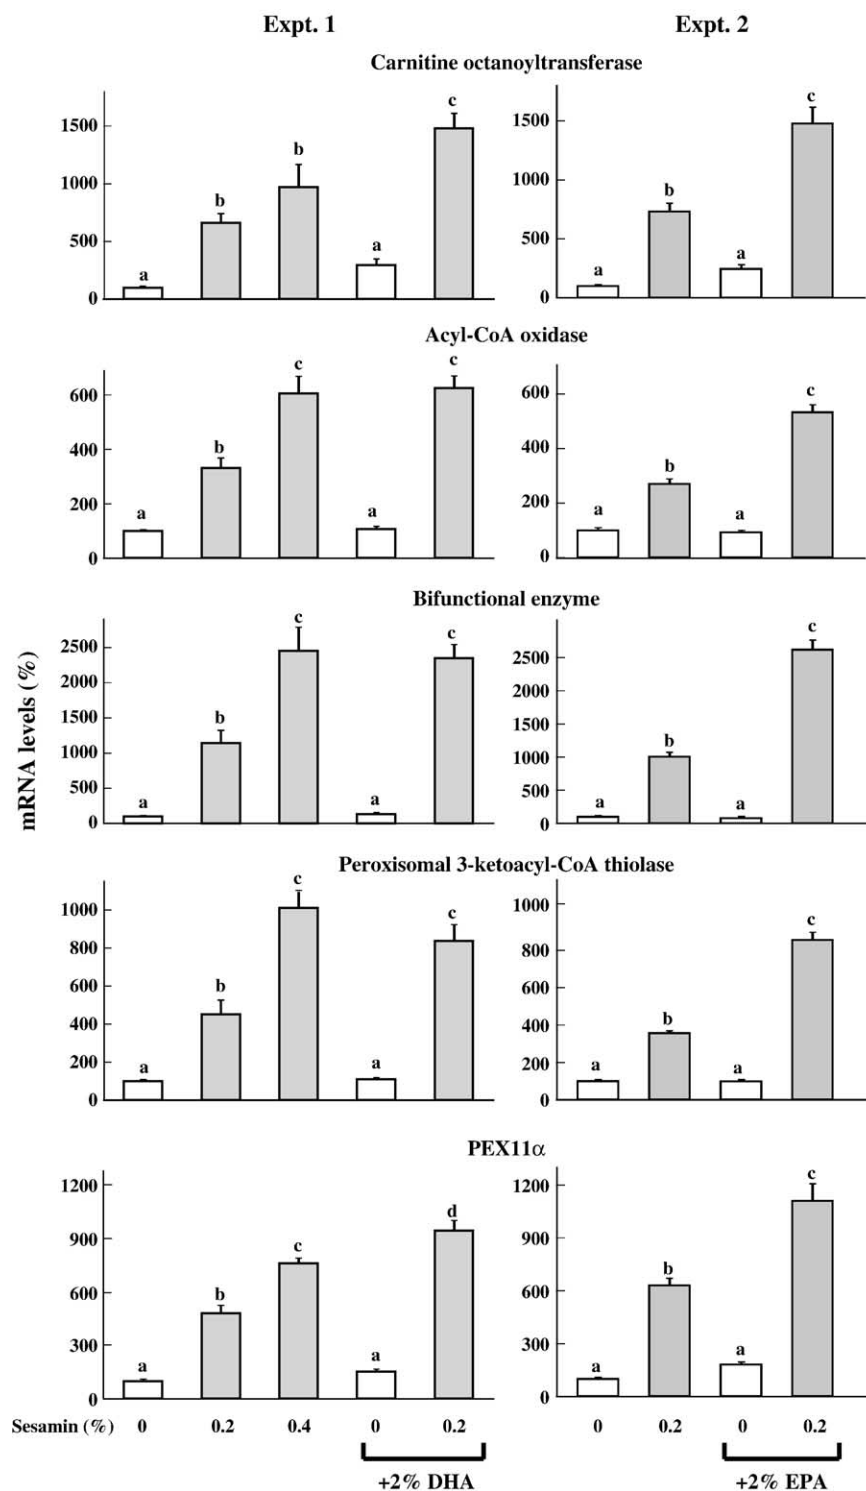 Expt. 1 Expt. 2
Carnitine octanoyltransferase
1500
1000
500
0
a b b a c
1500
1000
500
0
a b a c
Acyl-CoA oxidase
600
400
200
0
a b c a c
600
400
200
0
a b a c
Bifunctional enzyme
2500
2000
1500
1000
500
0
a b c a c
2500
2000
1500
1000
500
0
a b a c
mRNA levels (%)
Peroxisomal 3-ketoacyl-CoA thiolase
1000
800
600
400
200
0
a b c a c
1000
800
600
400
200
0
a b a c
PEX11α
1200
900
600
300
0
a b c a d
1200
900
600
300
0
a b a c
Sesamin (%) 0 0.2 0.4 0 0.2 0 0.2 0 0.2
+2% DHA +2% EPA